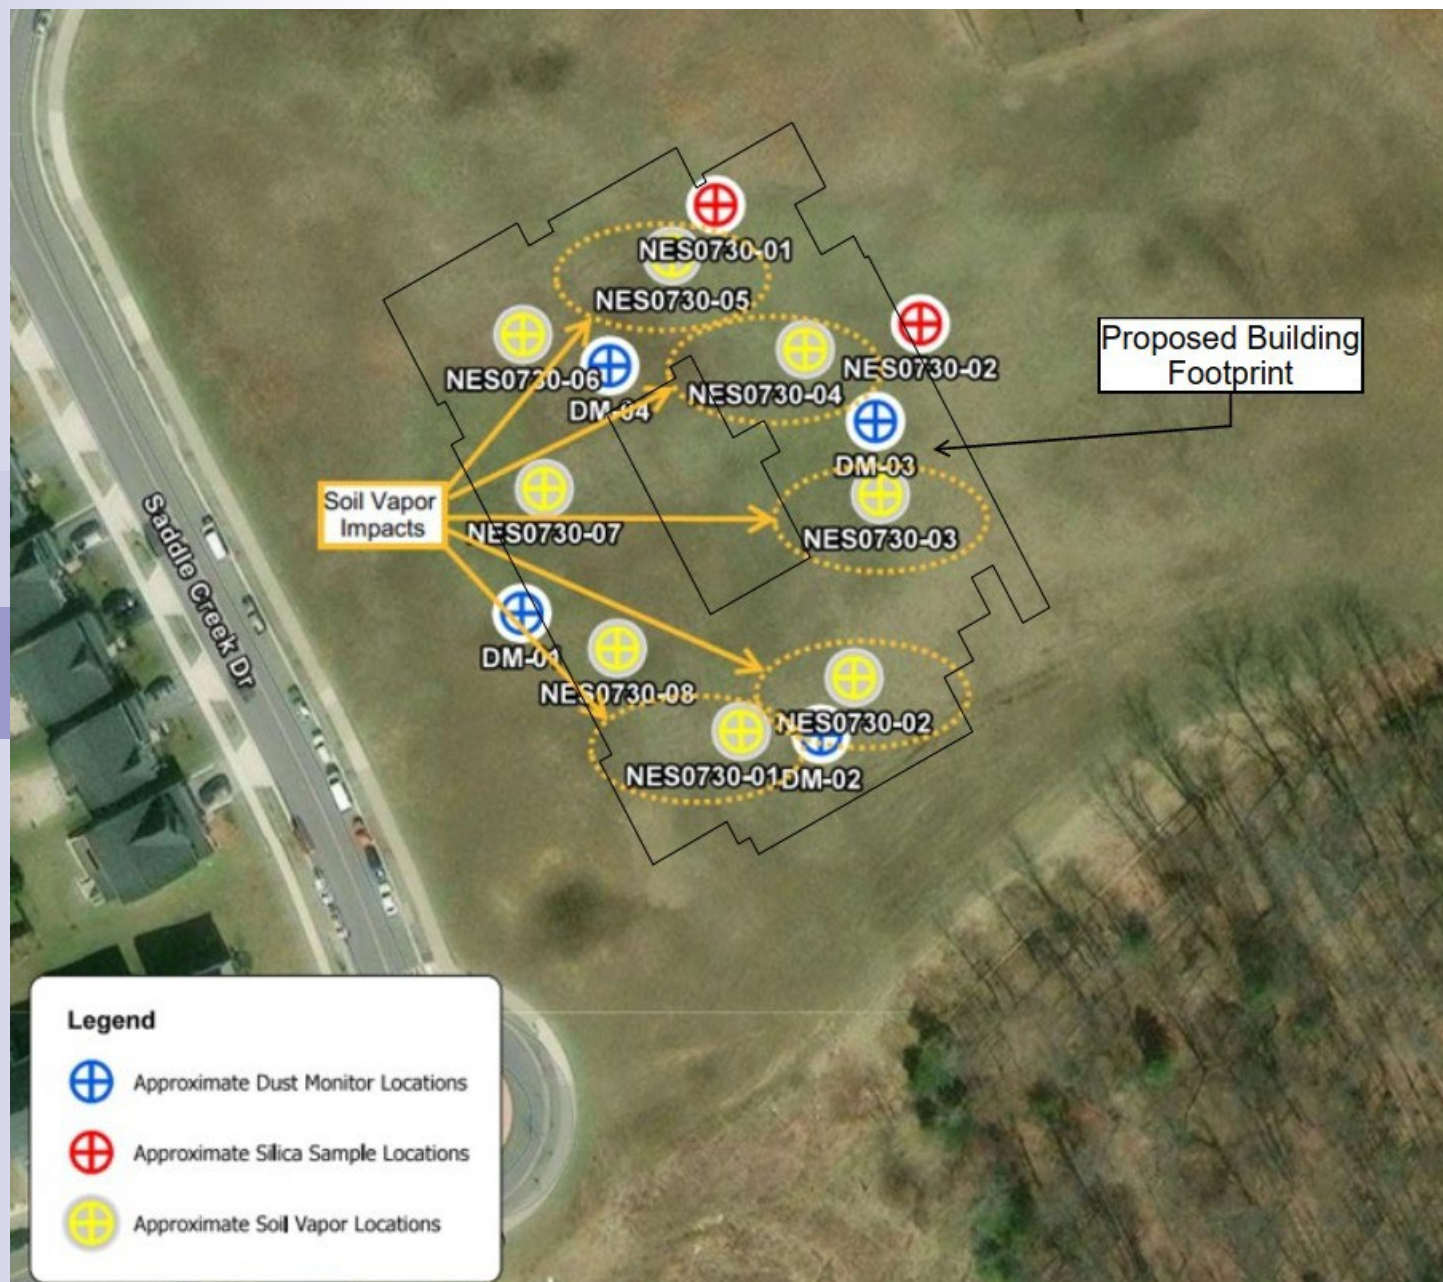 NES0730-01
NES0730-05
NES0730-02
Proposed Building
Footprint
NES0730-06
NES0730-04
DM-04
DM-03
Soil Vapor
Impacts
NES0730-07
NES0730-03
Saddle Creek Dr
DM-01
NES0730-08
NES0730-02
NES0730-01
DM-02
Legend
Approximate Dust Monitor Locations
Approximate Silica Sample Locations
Approximate Soil Vapor Locations